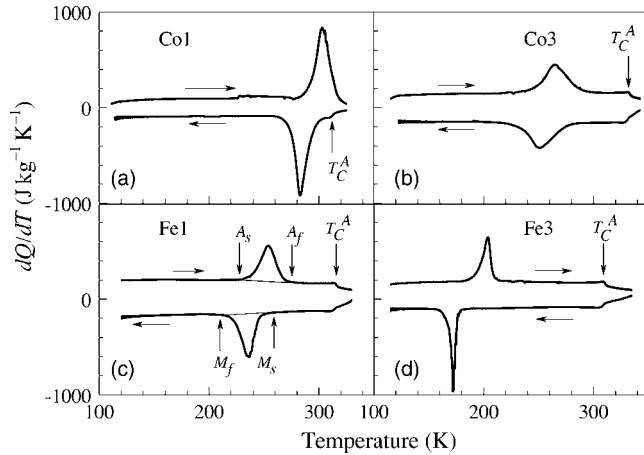 1000
Co1
Co3
T_C^A
0
(a)
T_C^A
(b)
-1000
Fe1
A_s
A_f
T_C^A
Fe3
T_C^A
0
(c)
M_f
M_s
(d)
-1000
100
200
300
200
300
Temperature (K)
dQ/dT (J kg⁻¹ K⁻¹)